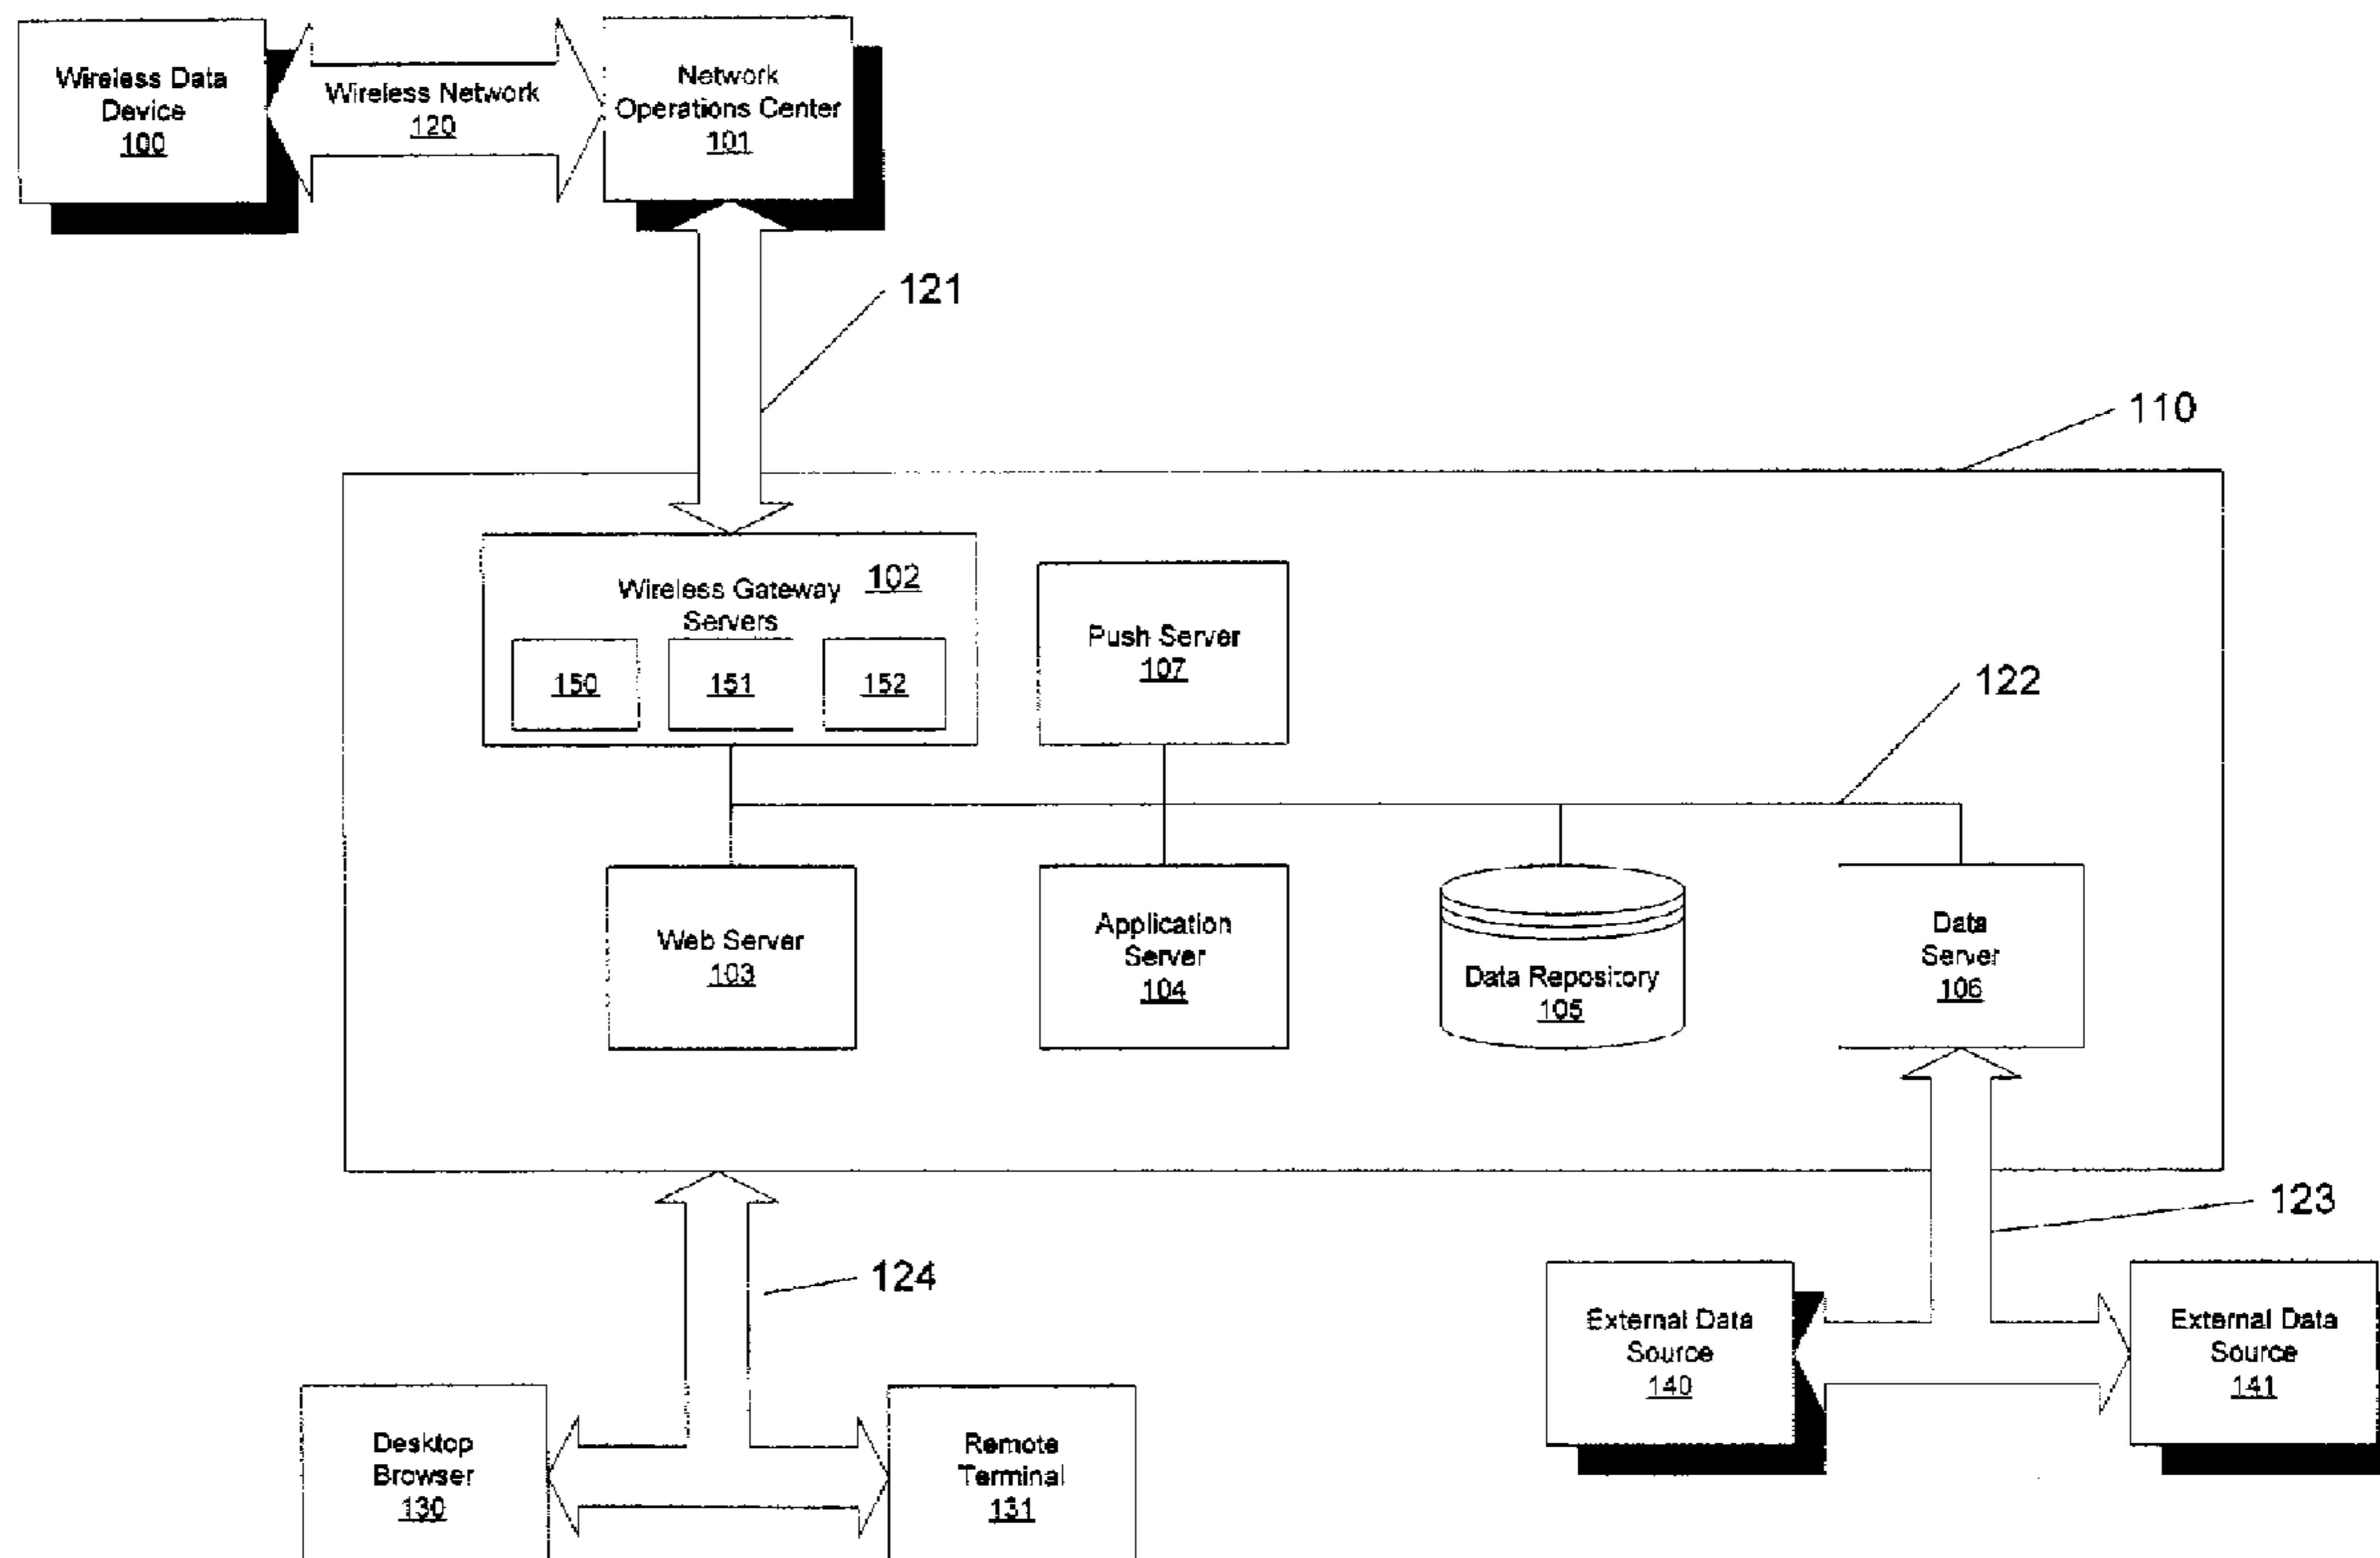 Wireless Data
Device
100
Wireless Network
120
Network
Operations Center
101
121
110
Wireless Gateway
Servers
102
150
151
152
Push Server
107
122
Web Server
103
Application
Server
104
Data Repository
105
Data
Server
106
123
124
External Data
Source
140
External Data
Source
141
Desktop
Browser
130
Remote
Terminal
131